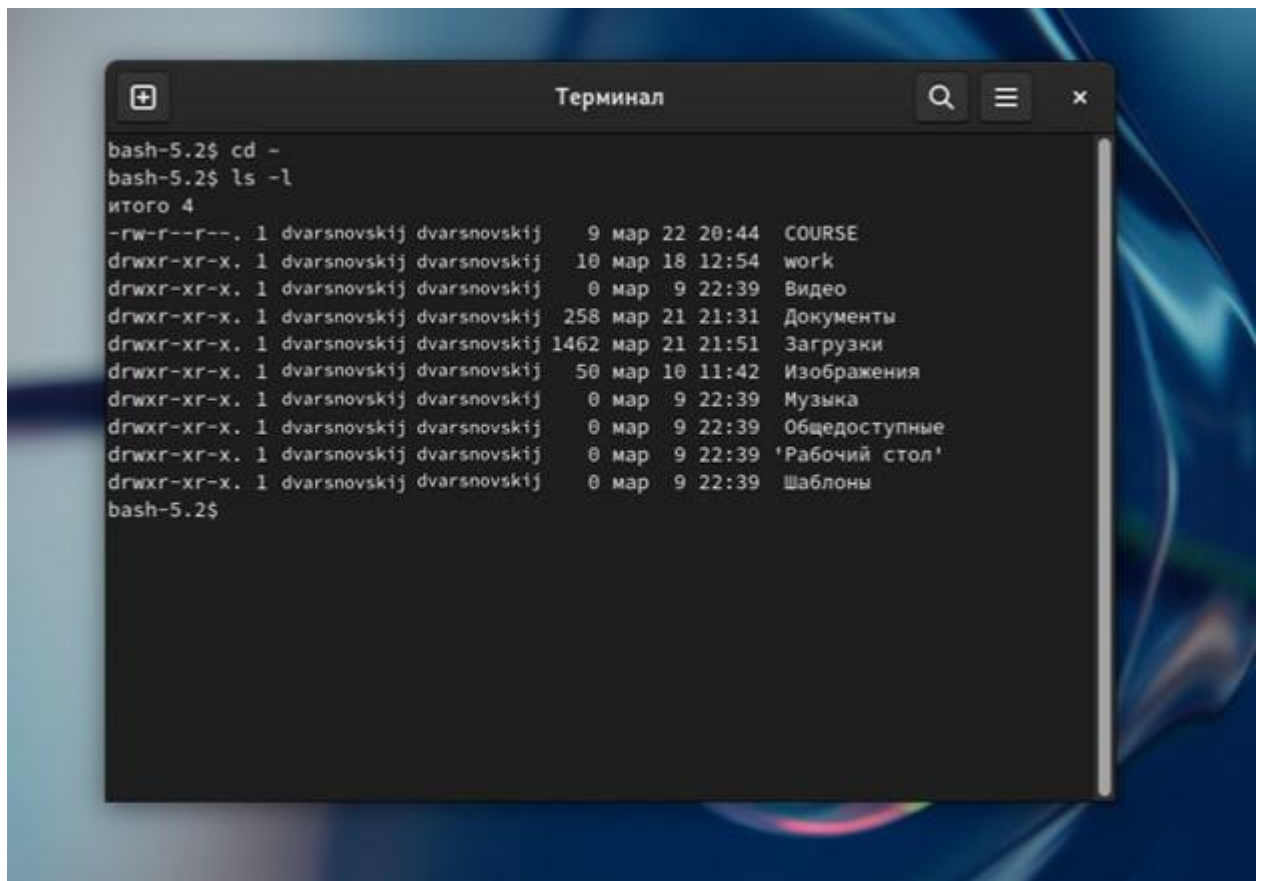 Терминал
bash-5.2$ cd -
bash-5.2$ ls -l
итого 4
-rw-r--r--. 1 dvarsnovskij dvarsnovskij 9 мар 22 20:44 COURSE
drwxr-xr-x. 1 dvarsnovskij dvarsnovskij 10 мар 18 12:54 work
drwxr-xr-x. 1 dvarsnovskij dvarsnovskij 0 мар 9 22:39 Видео
drwxr-xr-x. 1 dvarsnovskij dvarsnovskij 258 мар 21 21:31 Документы
drwxr-xr-x. 1 dvarsnovskij dvarsnovskij 1462 мар 21 21:51 Загрузки
drwxr-xr-x. 1 dvarsnovskij dvarsnovskij 50 мар 10 11:42 Изображения
drwxr-xr-x. 1 dvarsnovskij dvarsnovskij 0 мар 9 22:39 Музыка
drwxr-xr-x. 1 dvarsnovskij dvarsnovskij 0 мар 9 22:39 Общедоступные
drwxr-xr-x. 1 dvarsnovskij dvarsnovskij 0 мар 9 22:39 'Рабочий стол'
drwxr-xr-x. 1 dvarsnovskij dvarsnovskij 0 мар 9 22:39 Шаблоны
bash-5.2$